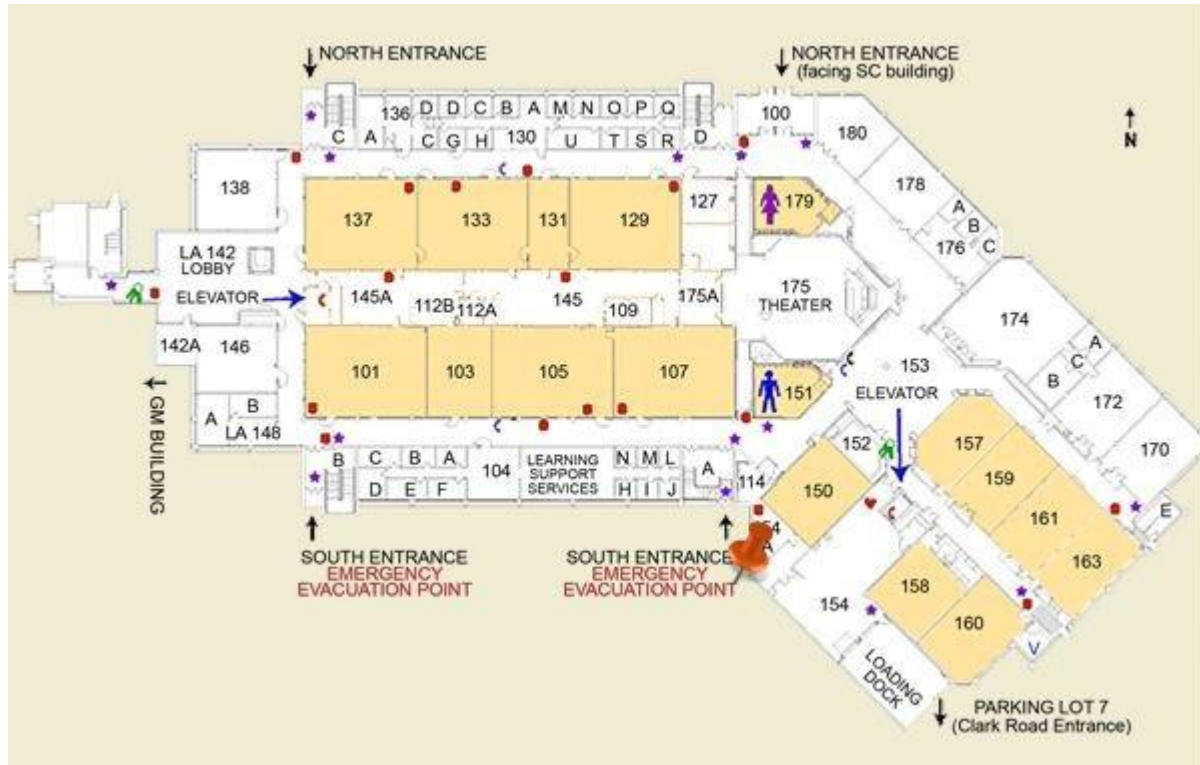 NORTH ENTRANCE
NORTH ENTRANCE
(facing SC building)
N
136 D D C B A M N O P Q
C A C G H 130 U T S R D
100
180
138
137
133
131
129
127
179
178
A
B
C
176
LA 142
LOBBY
ELEVATOR
145A
112B
112A
145
109
175A
175
THEATER
174
142A
146
101
103
105
107
151
153
ELEVATOR
A
C
B
172
170
E
A
B
LA 148
GM BUILDING
B C B A
D E F
104
LEARNING
SUPPORT
SERVICES
N M L
H I J
A
114
152
150
157
159
161
163
SOUTH ENTRANCE
EMERGENCY
EVACUATION POINT
SOUTH ENTRANCE
EMERGENCY
EVACUATION POINT
A
154
158
160
V
LOADING
DOCK
PARKING LOT 7
(Clark Road Entrance)